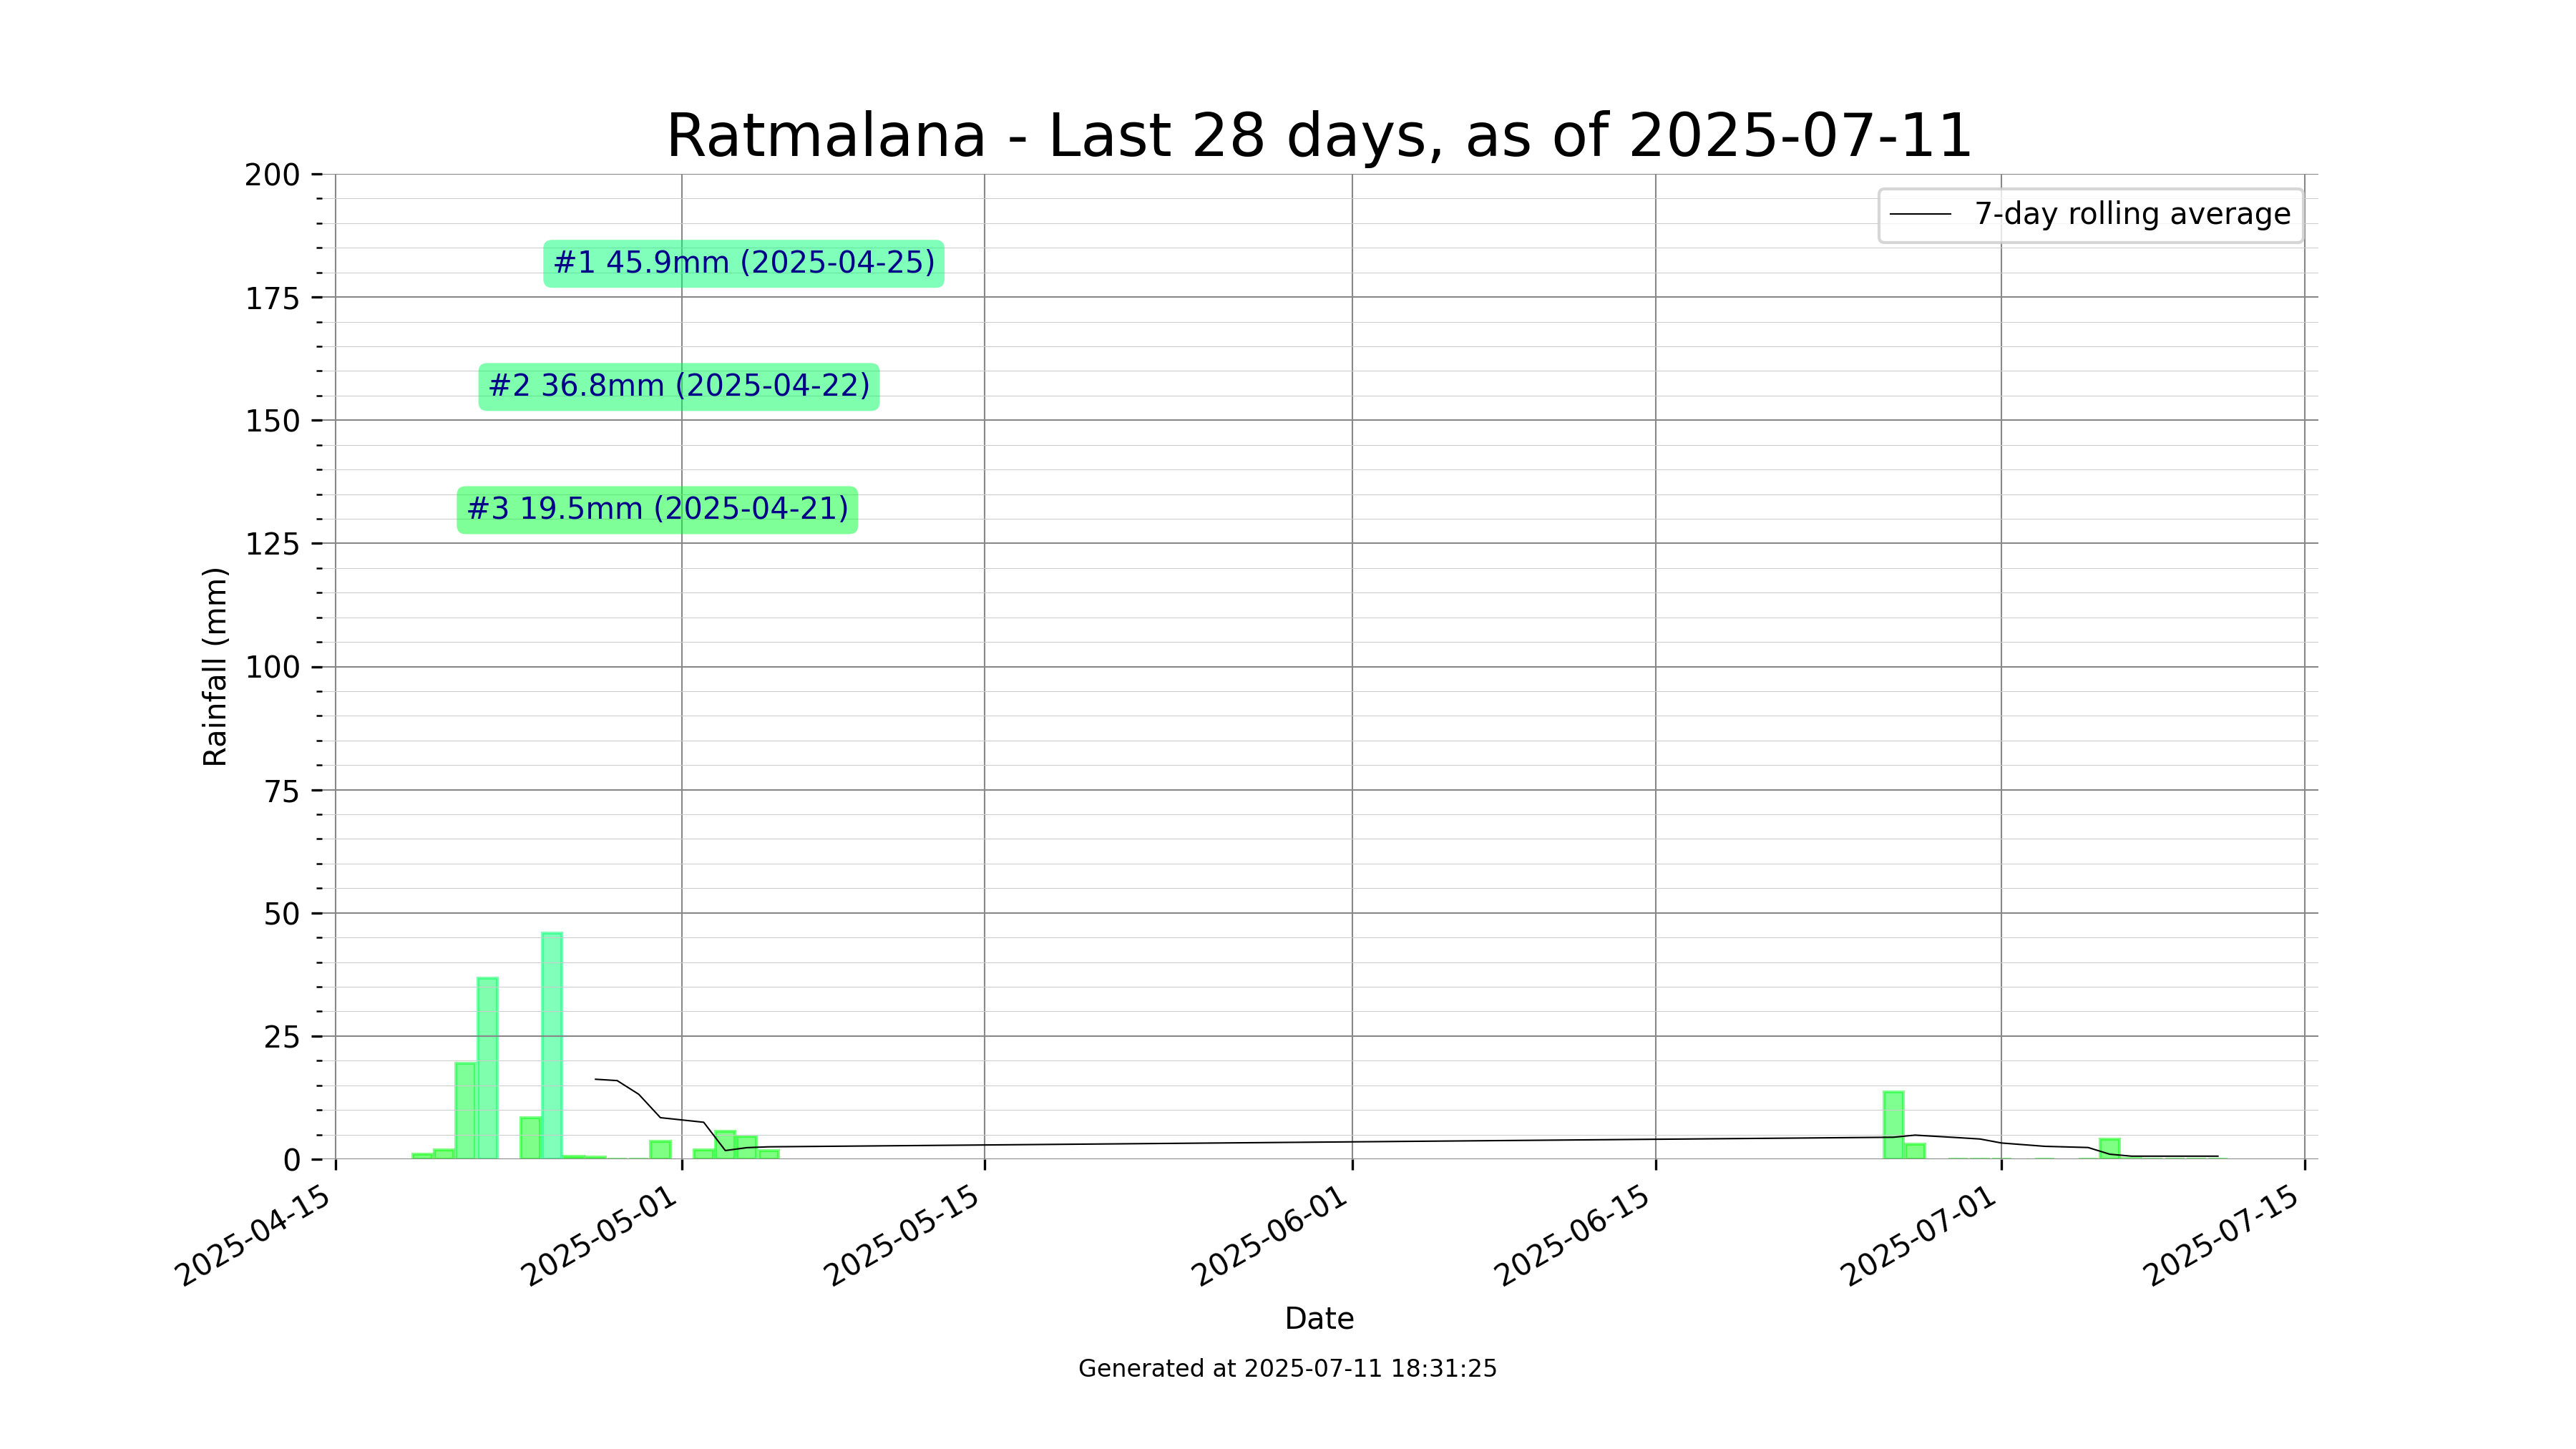 Ratmalana - Last 28 days, as of 2025-07-11
200
175
150
125
100
75
50
25
0
Rainfall (mm)
7-day rolling average
#1 45.9mm (2025-04-25)
#2 36.8mm (2025-04-22)
#3 19.5mm (2025-04-21)
2025-04-15
2025-05-01
2025-05-15
2025-06-01
2025-06-15
2025-07-01
2025-07-15
Date
Generated at 2025-07-11 18:31:25